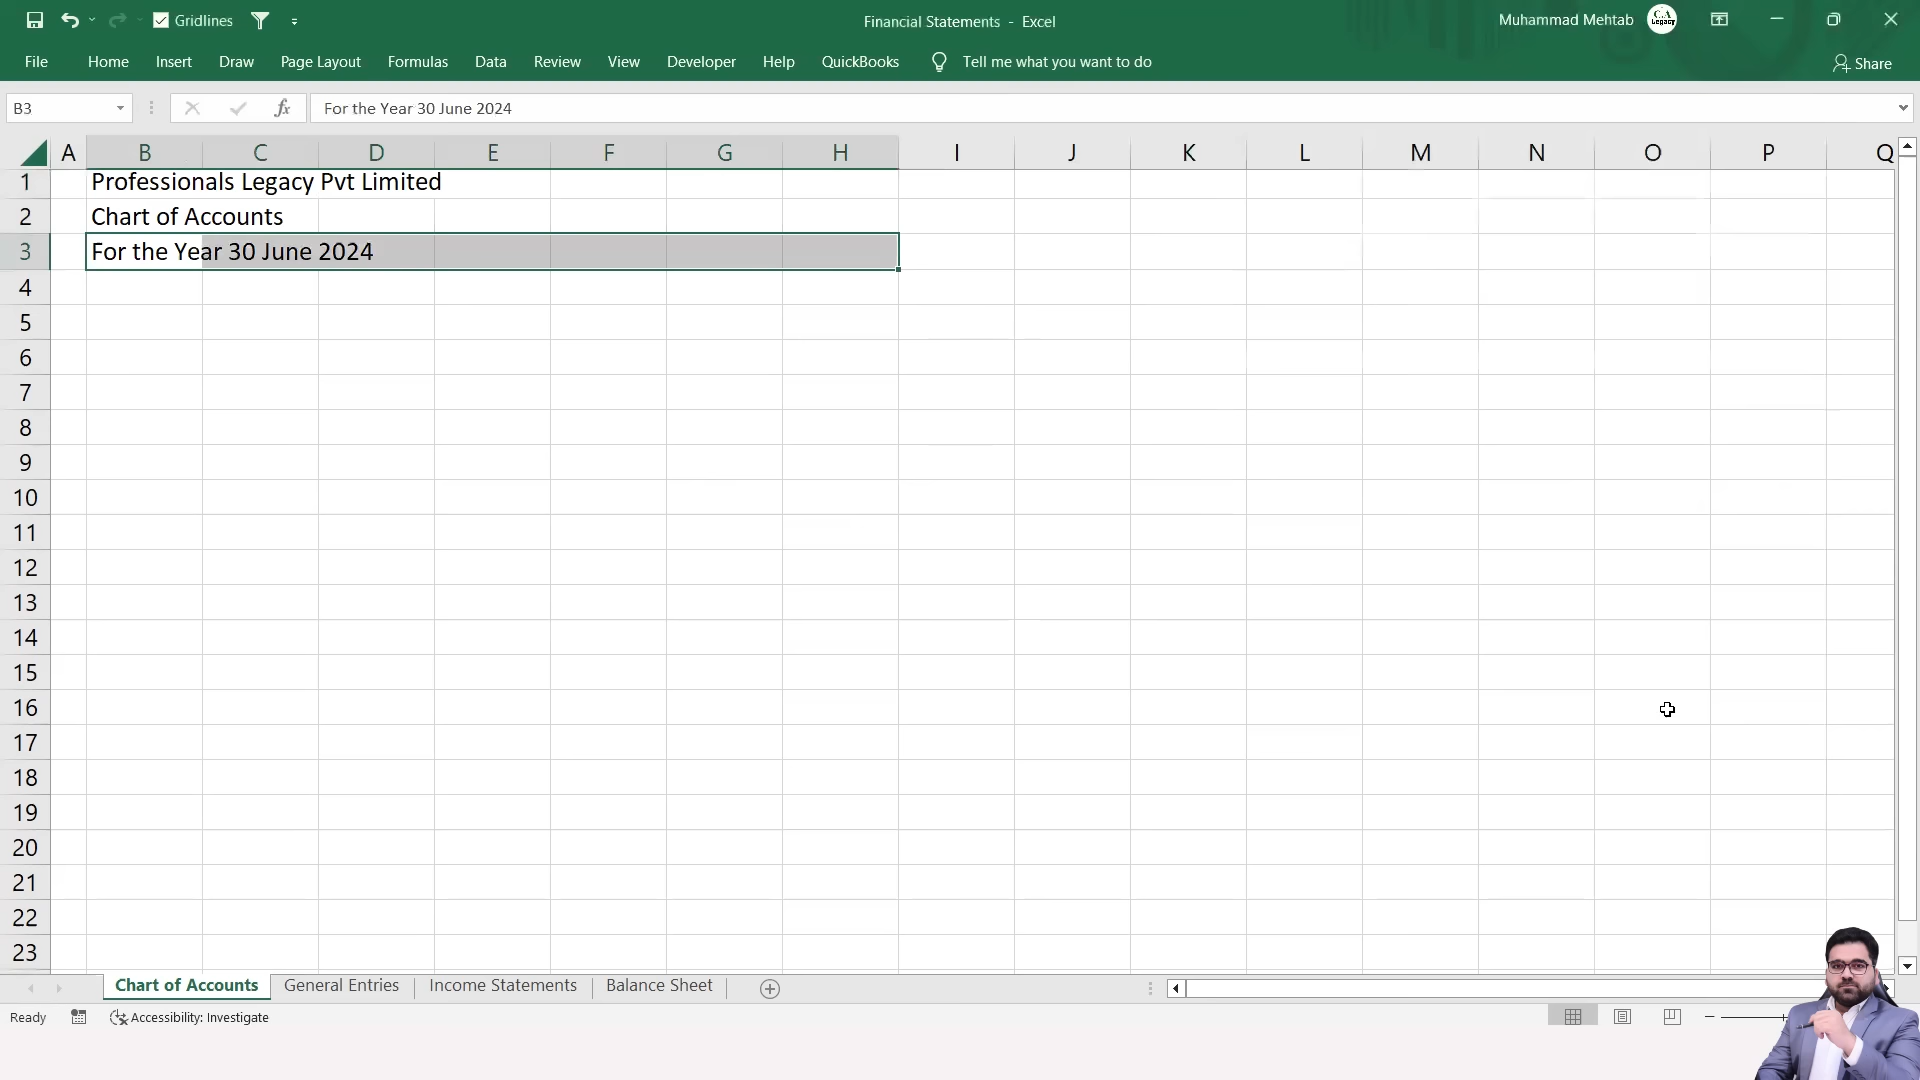 Gridlines
Financial Statements - Excel
Muhammad Mehtab
C.A
Legacy
File Home Insert Draw Page Layout Formulas Data Review View Developer Help QuickBooks Tell me what you want to do
Share
B3
fx
For the Year 30 June 2024
A B C D E F G H I J K L M N O P Q
1 Professionals Legacy Pvt Limited
2 Chart of Accounts
3 For the Year 30 June 2024
4
5
6
7
8
9
10
11
12
13
14
15
16
17
18
19
20
21
22
23
Chart of Accounts General Entries Income Statements Balance Sheet
Ready Accessibility: Investigate